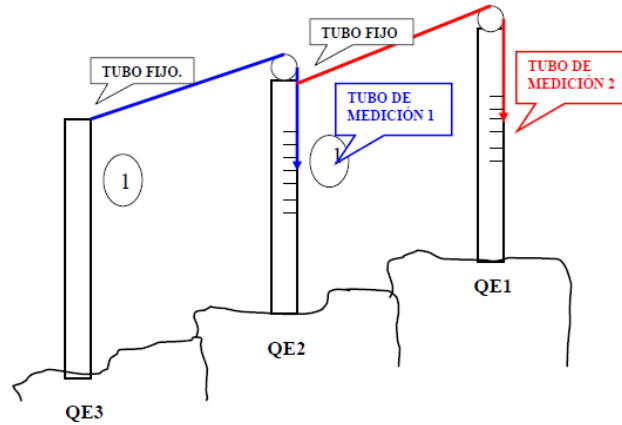 TUBO FIJO.
TUBO FIJO
TUBO DE
MEDICIÓN 1
TUBO DE
MEDICIÓN 2
1
1
QE1
QE2
QE3